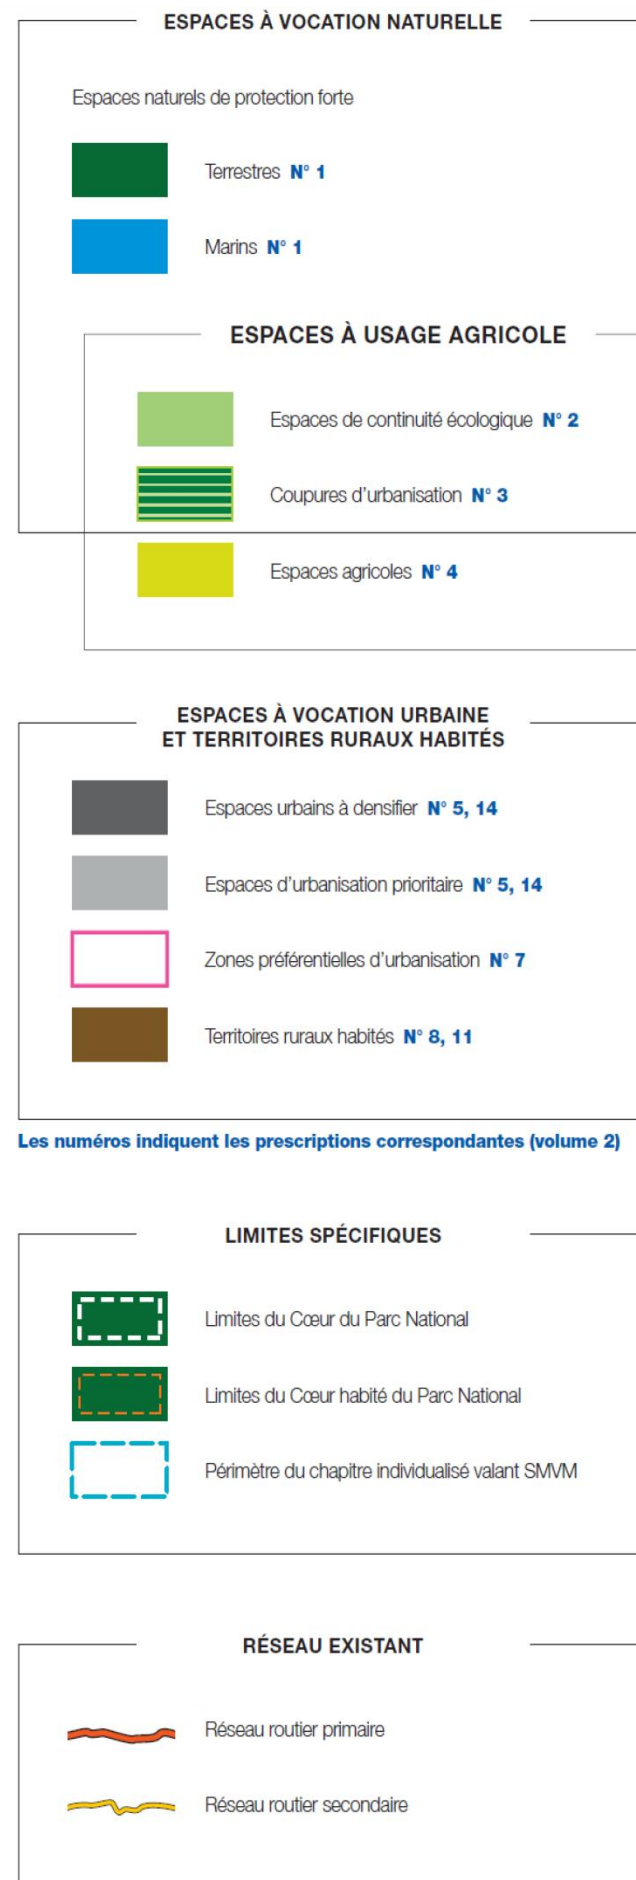 ESPACES À VOCATION NATURELLE
Espaces naturels de protection forte
Terrestres N° 1
Marins N° 1
ESPACES À USAGE AGRICOLE
Espaces de continuité écologique N° 2
Coupures d’urbanisation N° 3
Espaces agricoles N° 4
ESPACES À VOCATION URBAINE
ET TERRITOIRES RURAUX HABITÉS
Espaces urbains à densifier N° 5, 14
Espaces d’urbanisation prioritaire N° 5, 14
Zones préférentielles d’urbanisation N° 7
Territoires ruraux habités N° 8, 11
Les numéros indiquent les prescriptions correspondantes (volume 2)
LIMITES SPÉCIFIQUES
Limites du Cœur du Parc National
Limites du Cœur habité du Parc National
Périmètre du chapitre individualisé valant SMVM
RÉSEAU EXISTANT
Réseau routier primaire
Réseau routier secondaire